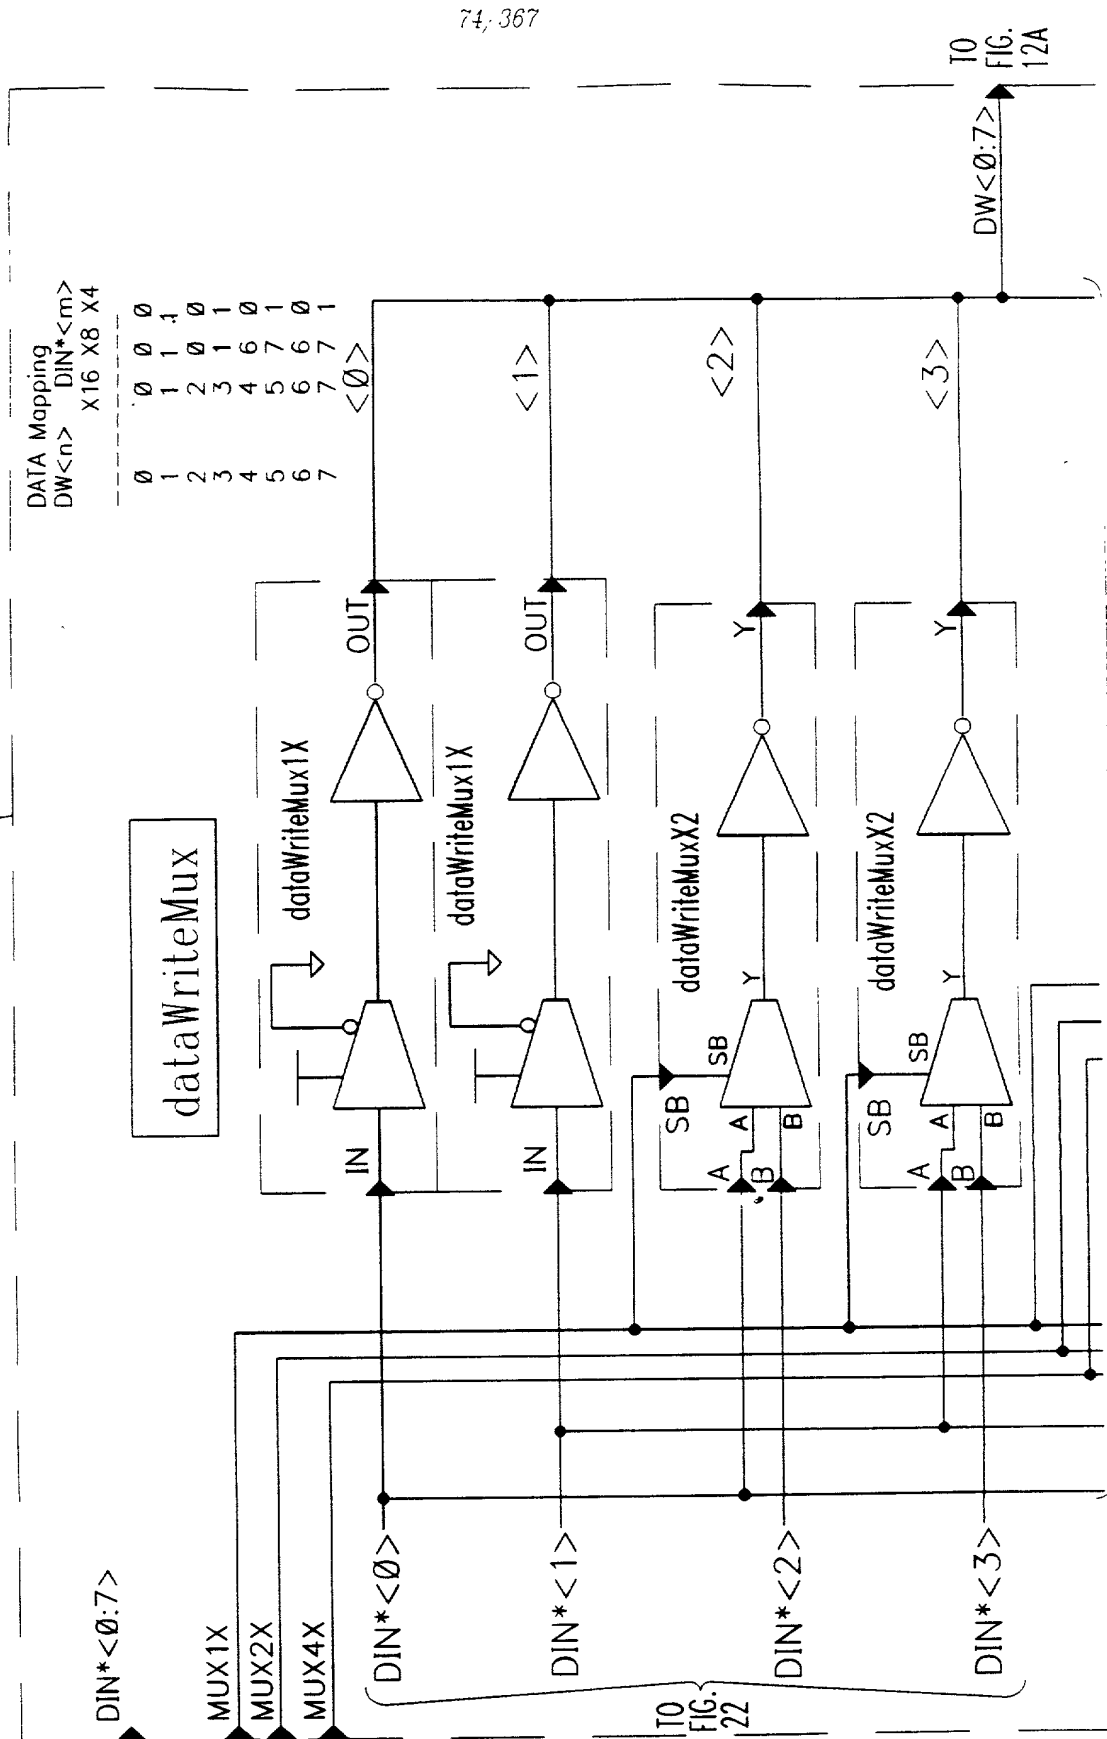 74,367
TO
FIG.
12A
DW<Ø:7>
DATA Mapping
DW<n> DIN*<m>
X16 X8 X4
Ø Ø Ø Ø
1 1 1 1
2 2 Ø Ø
3 3 1 1
4 4 6 Ø
5 5 7 1
6 6 6 Ø
7 7 7 1
dataWriteMux
<Ø>
OUT
dataWriteMux1X
IN
DIN*<Ø>
<1>
OUT
dataWriteMux1X
IN
DIN*<1>
<2>
Y
dataWriteMuxX2
Y
SB
SB
A
B
A
B
DIN*<2>
<3>
Y
dataWriteMuxX2
Y
SB
SB
A
B
A
B
DIN*<3>
DIN*<Ø:7>
MUX1X
MUX2X
MUX4X
TO
FIG.
22